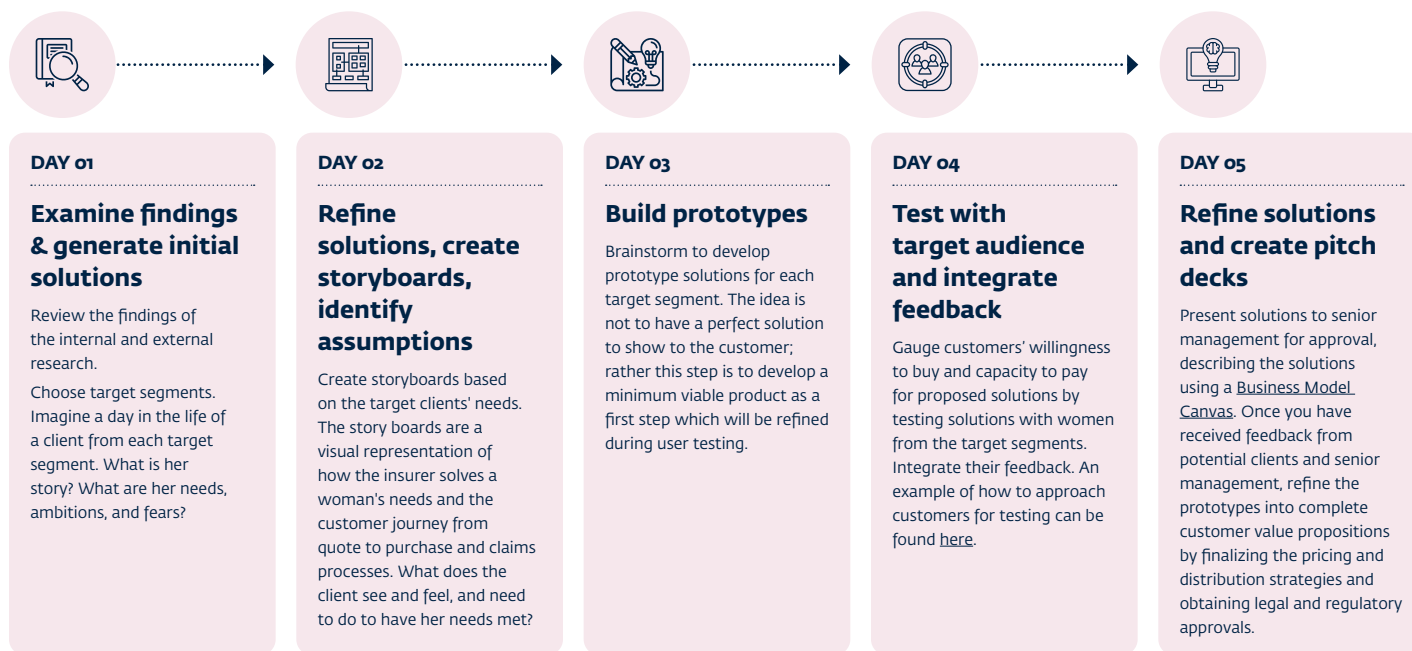 DAY 01
Examine findings
& generate initial
solutions
Review the findings of
the internal and external
research.
Choose target segments.
Imagine a day in the life of
a client from each target
segment. What is her
story? What are her needs,
ambitions, and fears?
DAY 02
Refine
solutions, create
storyboards,
identify
assumptions
Create storyboards based
on the target clients' needs.
The story boards are a
visual representation of
how the insurer solves a
woman's needs and the
customer journey from
quote to purchase and claims
processes. What does the
client see and feel, and need
to do to have her needs met?
DAY 03
Build prototypes
Brainstorm to develop
prototype solutions for each
target segment. The idea is
not to have a perfect solution
to show to the customer;
rather this step is to develop a
minimum viable product as a
first step which will be refined
during user testing.
DAY 04
Test with
target audience
and integrate
feedback
Gauge customers’ willingness
to buy and capacity to pay
for proposed solutions by
testing solutions with women
from the target segments.
Integrate their feedback. An
example of how to approach
customers for testing can be
found here.
DAY 05
Refine solutions
and create pitch
decks
Present solutions to senior
management for approval,
describing the solutions
using a Business Model
Canvas. Once you have
received feedback from
potential clients and senior
management, refine the
prototypes into complete
customer value propositions
by finalizing the pricing and
distribution strategies and
obtaining legal and regulatory
approvals.